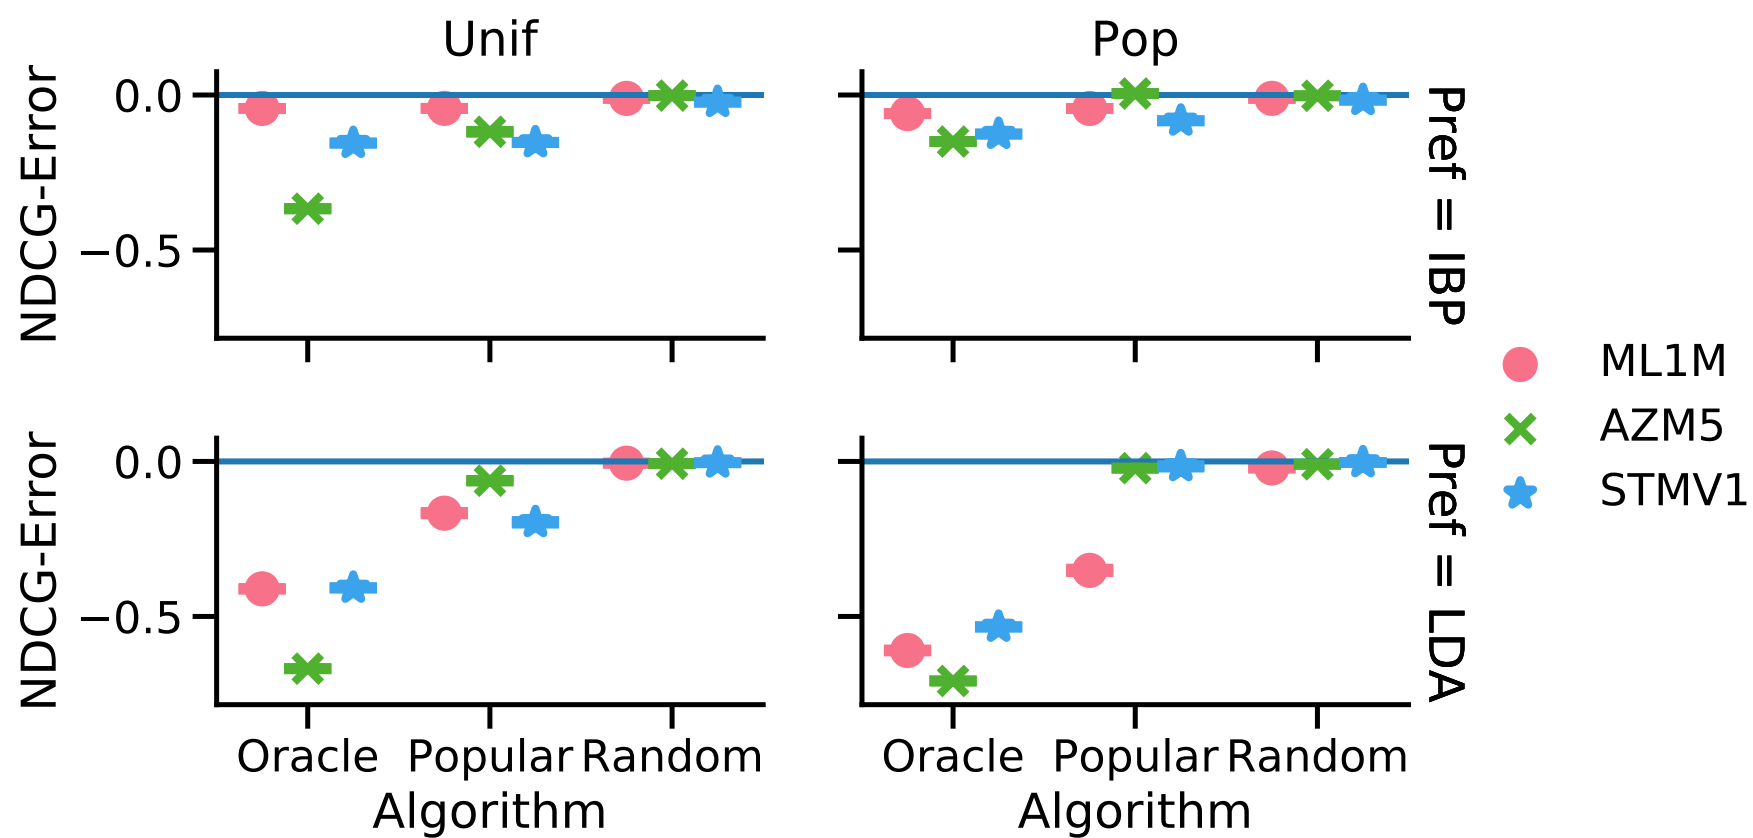 Unif
Pop
NDCG-Error
0.0
−0.5
Pref = IBP
NDCG-Error
0.0
−0.5
Pref = LDA
Oracle Popular Random
Oracle Popular Random
Algorithm
Algorithm
ML1M
AZM5
STMV1